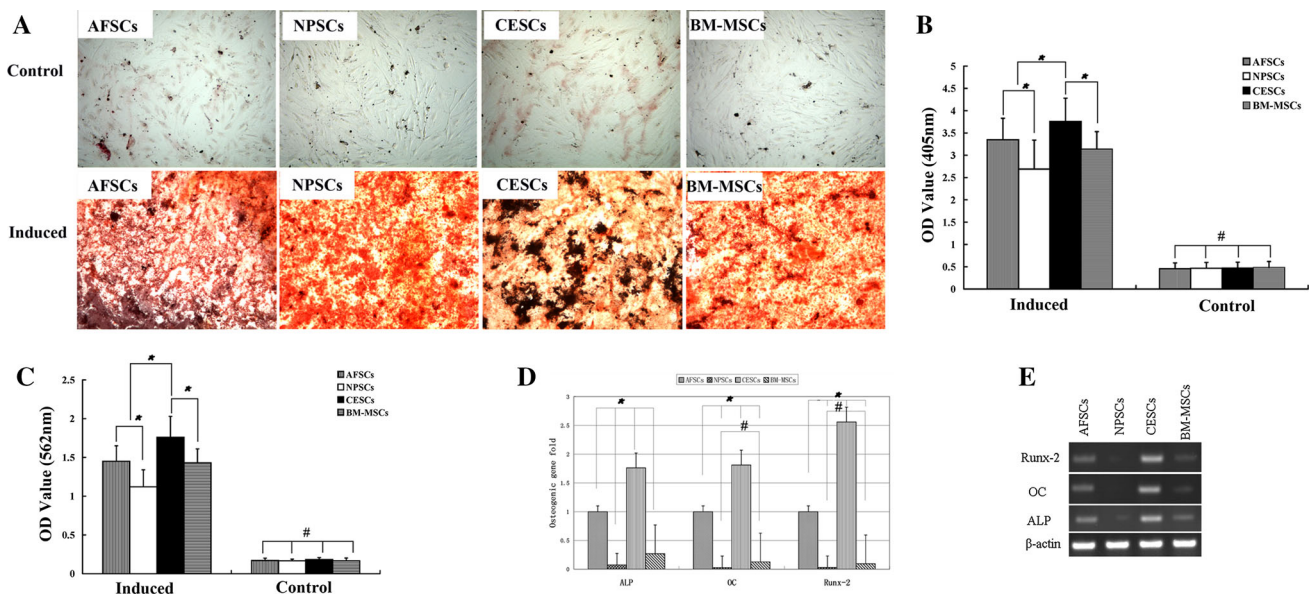 A
AFSCs NPSCs CESCs BM-MSCs
Control
AFSCs NPSCs CESCs BM-MSCs
Induced
B
AFSCs
NPSCs
CESCs
BM-MSCs
OD Value (405nm)
5
4.5
4
3.5
3
2.5
2
1.5
1
0.5
0
* * *
#
Induced Control
C
AFSCs
NPSCs
CESCs
BM-MSCs
OD Value (562nm)
2.5
2
1.5
1
0.5
0
* * *
#
Induced Control
D
AFSCs NPSCs CESCs BM-MSCs
Osteogenic gene fold
3
2.5
2
1.5
1
0.5
0
* * *
# #
ALP OC Runx-2
E
AFSCs NPSCs CESCs BM-MSCs
Runx-2
OC
ALP
β-actin